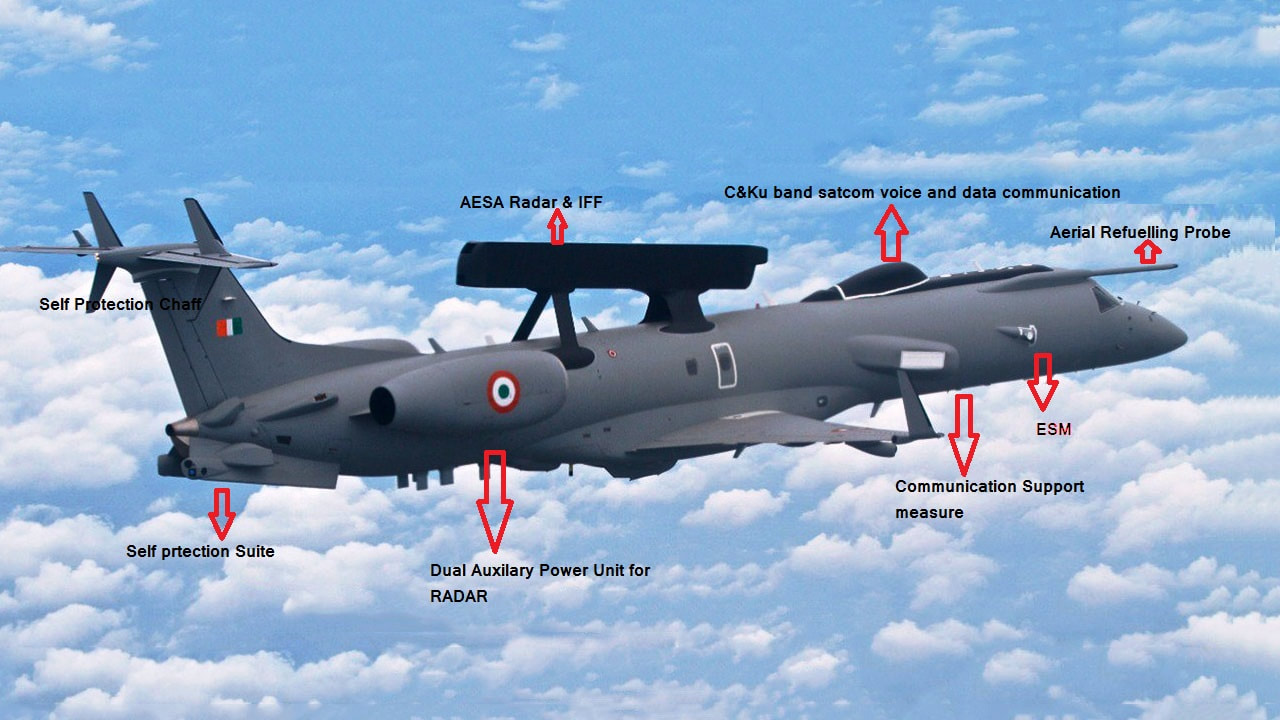 C&Ku band satcom voice and data communication
AESA Radar & IFF
Aerial Refuelling Probe
Self Protection Chaff
ESM
Communication Support
measure
Self prtection Suite
Dual Auxilary Power Unit for
RADAR